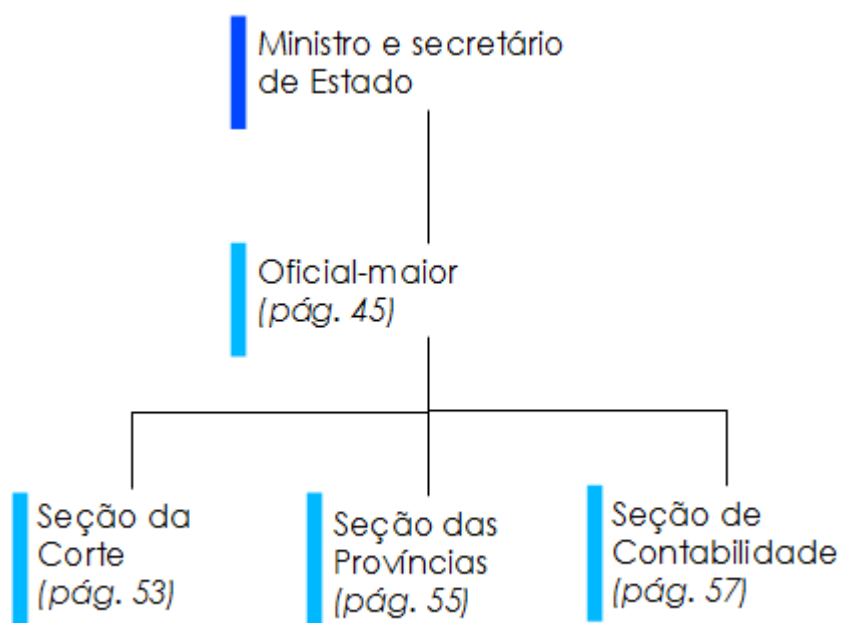 Ministro e secretário
de Estado
Oficial-maior
(pág. 45)
Seção da
Corte
(pág. 53)
Seção das
Províncias
(pág. 55)
Seção de
Contabilidade
(pág. 57)